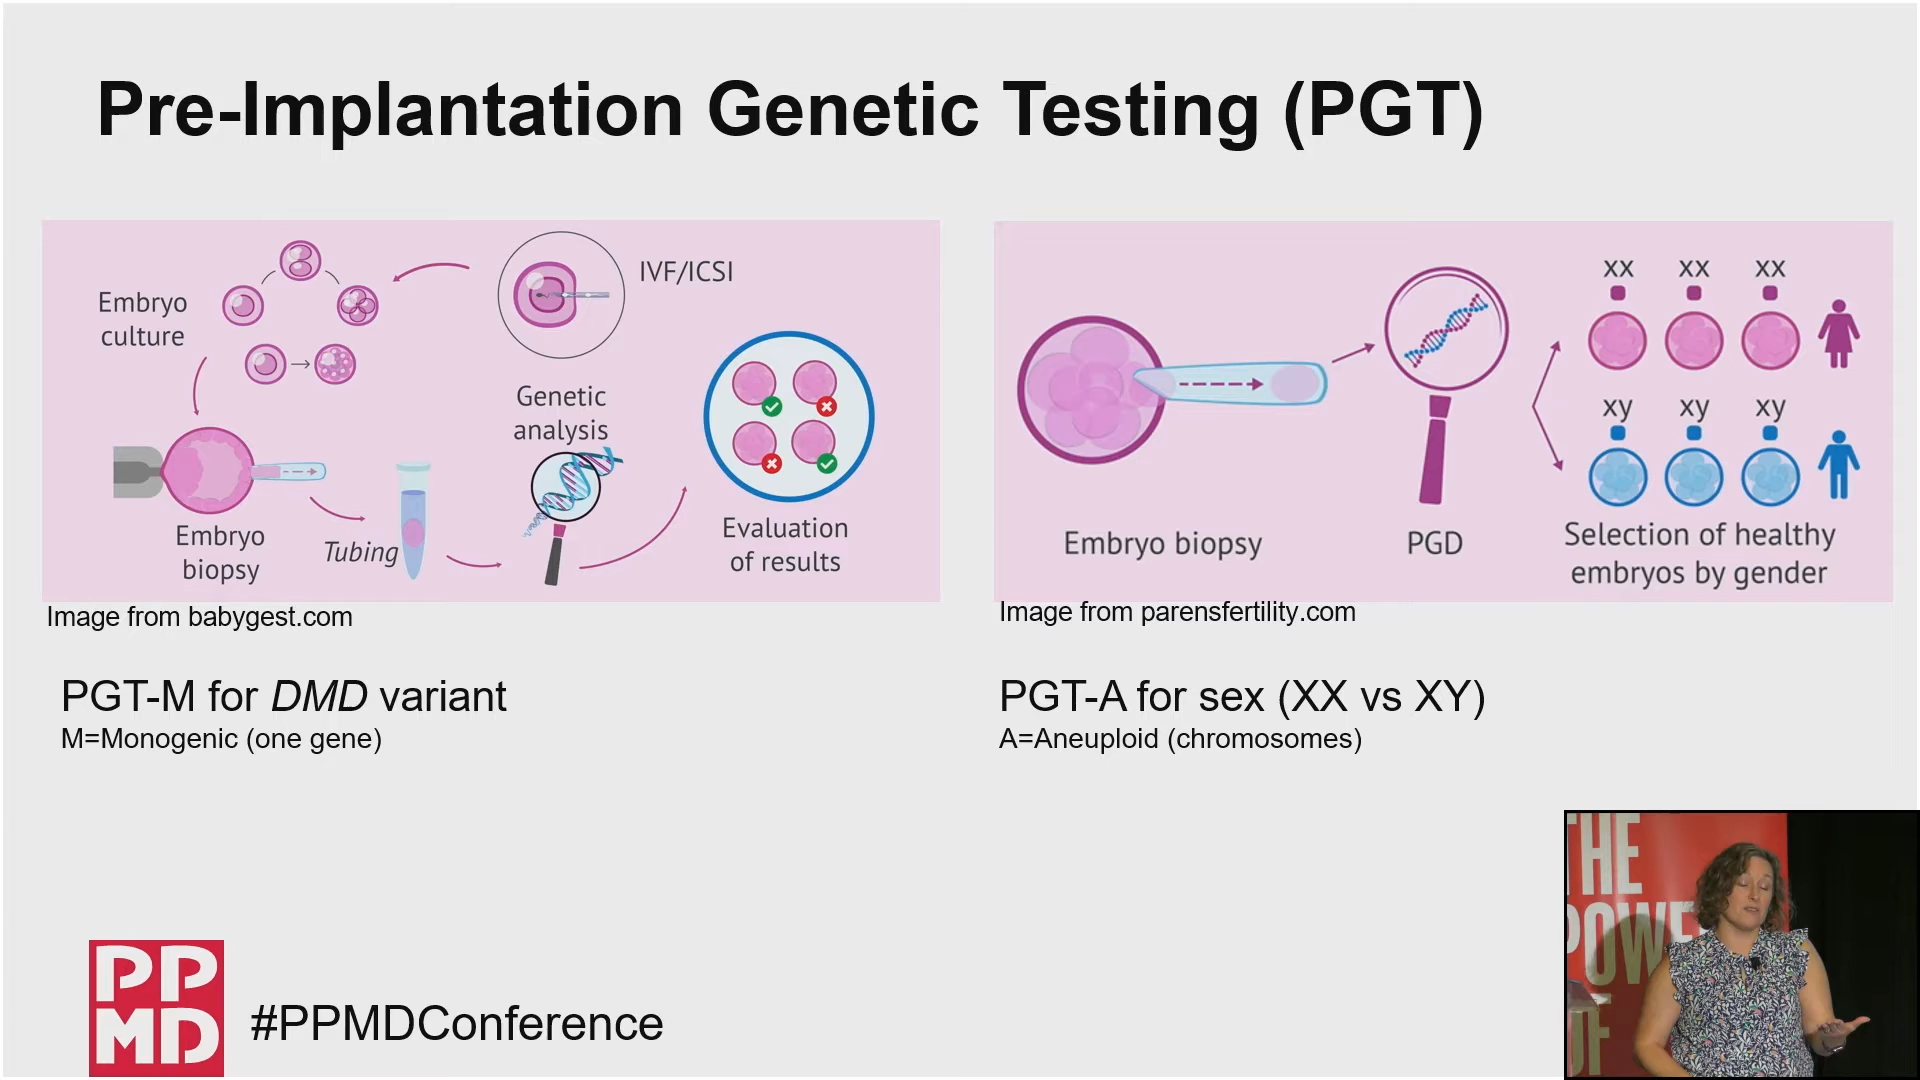 Pre-Implantation Genetic Testing (PGT)
IVF/ICSI
Embryo
culture
Genetic
analysis
Embryo
biopsy
Tubing
Evaluation
of results
Image from babygest.com
PGT-M for DMD variant
M=Monogenic (one gene)
xx xx xx
xy xy xy
Embryo biopsy
PGD
Selection of healthy
embryos by gender
Image from parensfertility.com
PGT-A for sex (XX vs XY)
A=Aneuploid (chromosomes)
PP
MD
#PPMDConference
THE
POWE
OF